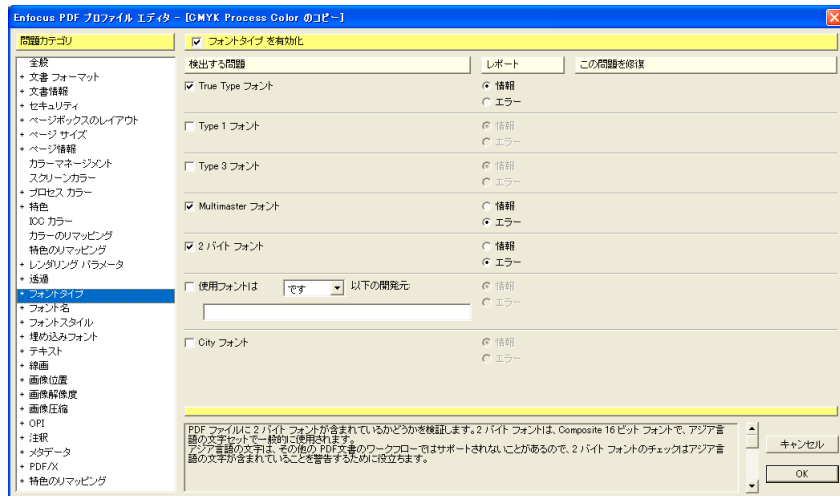 Enfocus PDF プロファイル エディタ - [CMYK Process Color のコピー]
問題カテゴリ
全般
+ 文書 フォーマット
+ 文書情報
+ セキュリティ
+ ページボックスのレイアウト
+ ページ サイズ
+ ページ情報
カラーマネージメント
スクリーンカラー
+ プロセス カラー
+ 特色
ICC カラー
カラーのリマッピング
特色のリマッピング
+ レンダリング パラメータ
+ 透過
+ フォントタイプ
+ フォント名
+ フォントスタイル
+ 埋め込みフォント
+ テキスト
+ 線画
+ 画像位置
+ 画像解像度
+ 画像圧縮
+ OPI
+ 注釈
+ メタデータ
+ PDF/X
+ 特色のリマッピング
フォントタイプ を有効化
検出する問題 レポート この問題を修復
True Type フォント 情報
エラー
Type 1 フォント 情報
エラー
Type 3 フォント 情報
エラー
Multimaster フォント 情報
エラー
2 バイト フォント 情報
エラー
使用フォントは です 以下の開発元: 情報
エラー
City フォント 情報
エラー
PDF ファイルに 2 バイト フォントが含まれているかどうかを検証します。2 バイト フォントは、Composite 16 ビット フォントで、アジア言
語の文字セットで一般的に使用されます。
アジア言語の文字は、その他の PDF文書のワークフローではサポートされないことがあるので、2 バイト フォントのチェックはアジア言
語の文字が含まれていることを警告するために役立ちます。
キャンセル
OK